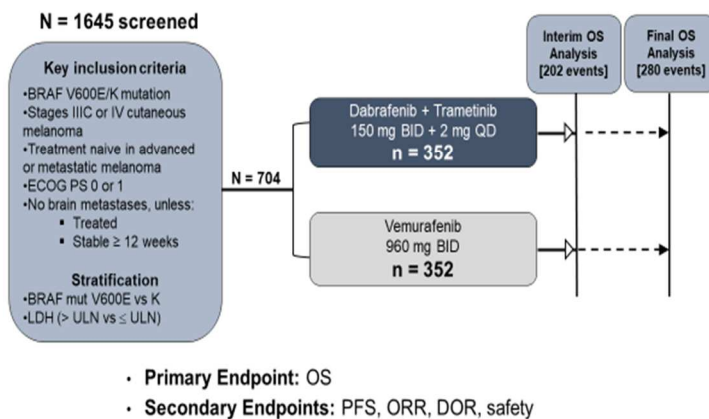 N = 1645 screened
Key inclusion criteria
•BRAF V600E/K mutation
•Stages IIIC or IV cutaneous
melanoma
•Treatment naive in advanced
or metastatic melanoma
•ECOG PS 0 or 1
•No brain metastases, unless:
▪ Treated
▪ Stable ≥ 12 weeks
Stratification
•BRAF mut V600E vs K
•LDH (> ULN vs ≤ ULN)
N = 704
Dabrafenib + Trametinib
150 mg BID + 2 mg QD
n = 352
Vemurafenib
960 mg BID
n = 352
Interim OS
Analysis
[202 events]
Final OS
Analysis
[280 events]
• Primary Endpoint: OS
• Secondary Endpoints: PFS, ORR, DOR, safety